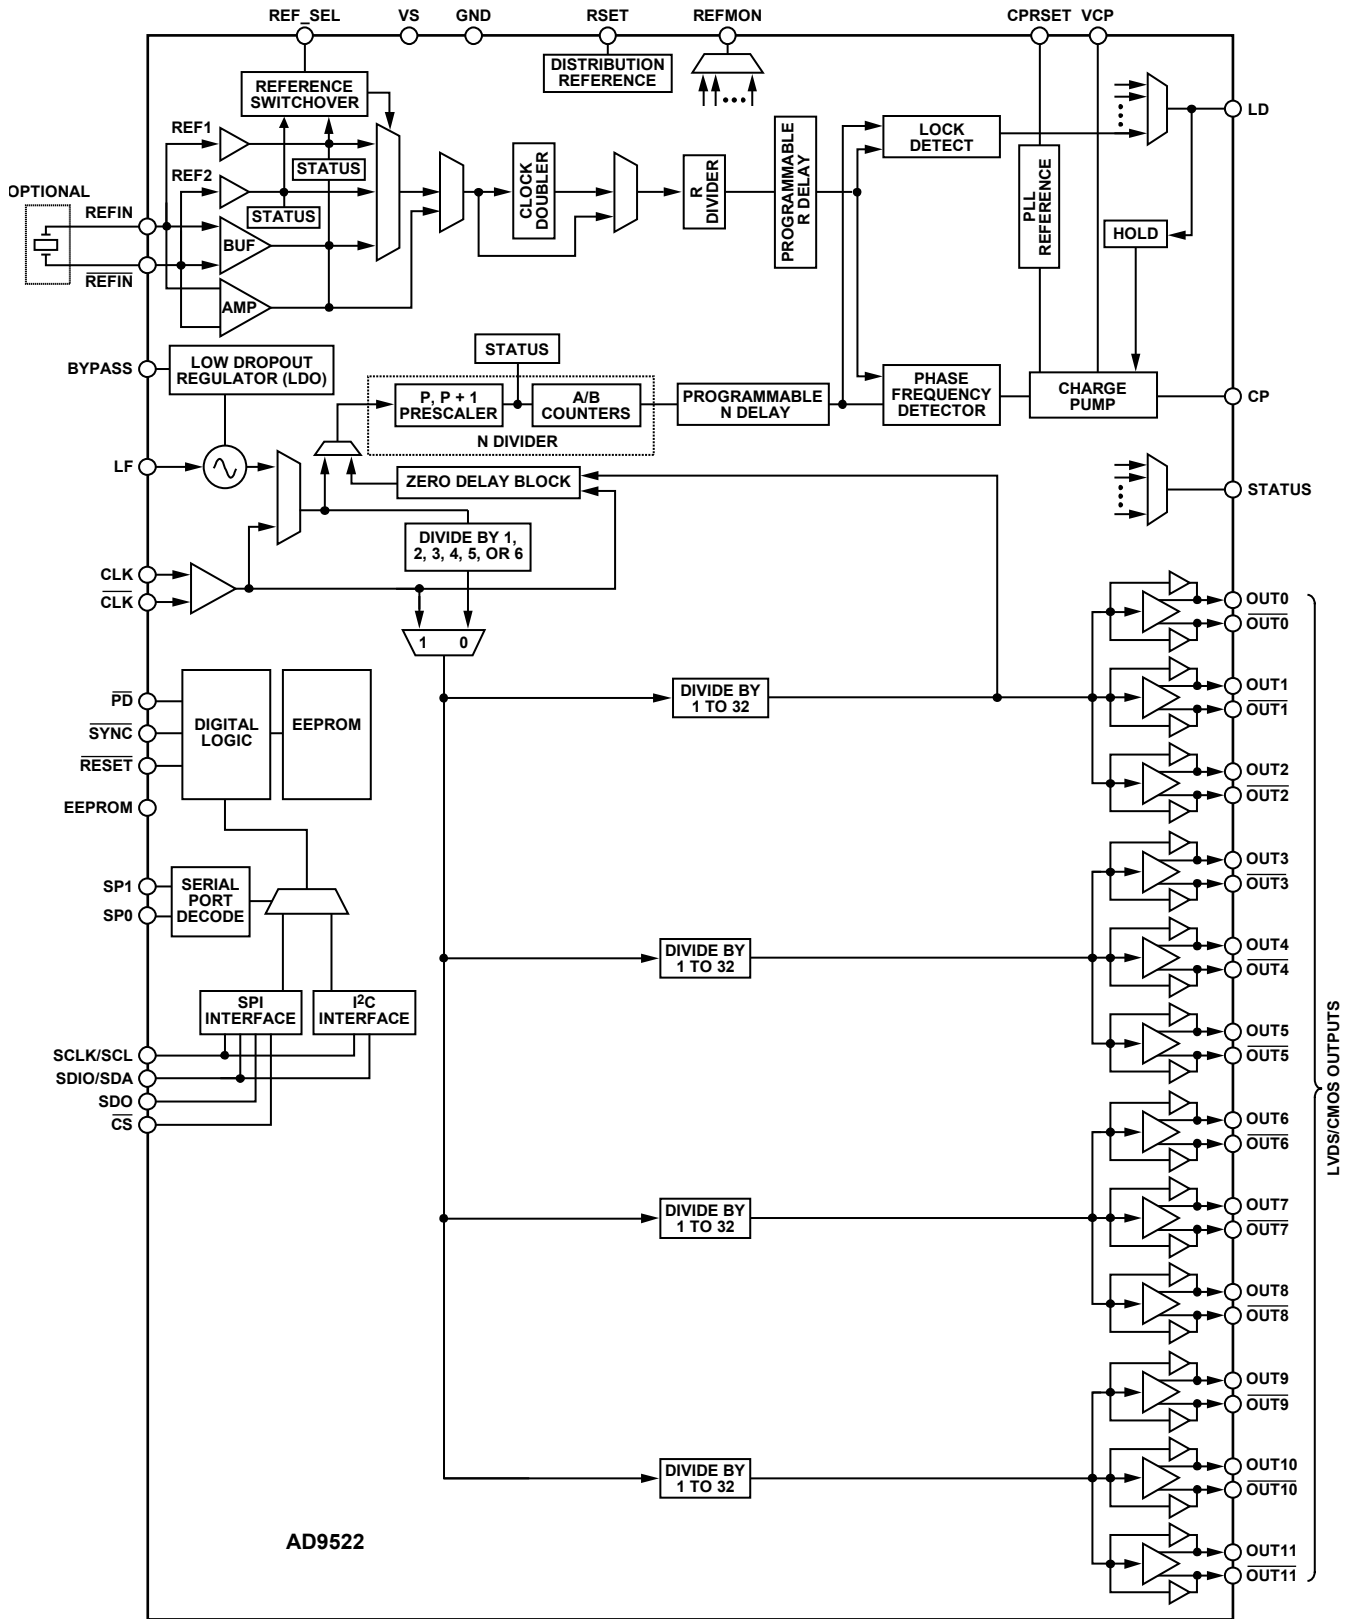 REF_SEL VS GND RSET REFMON CPRSET VCP
DISTRIBUTION
REFERENCE
REFERENCE
SWITCHOVER
REF1
STATUS
REF2
STATUS
BUF
AMP
OPTIONAL
REFIN
REFIN
CLOCK
DOUBLER
R
DIVIDER
PROGRAMMABLE
R DELAY
LOCK
DETECT
PLL
REFERENCE
LD
HOLD
BYPASS
LOW DROPOUT
REGULATOR (LDO)
STATUS
P, P + 1
PRESCALER
A/B
COUNTERS
N DIVIDER
PROGRAMMABLE
N DELAY
PHASE
FREQUENCY
DETECTOR
CHARGE
PUMP
CP
LF
ZERO DELAY BLOCK
STATUS
DIVIDE BY 1,
2, 3, 4, 5, OR 6
CLK
CLK
1 0
OUT0
OUT0
PD
SYNC
RESET
EEPROM
DIGITAL
LOGIC
EEPROM
DIVIDE BY
1 TO 32
OUT1
OUT1
OUT2
OUT2
SP1
SP0
SERIAL
PORT
DECODE
OUT3
OUT3
DIVIDE BY
1 TO 32
OUT4
OUT4
OUT5
OUT5
SPI
INTERFACE
I2C
INTERFACE
SCLK/SCL
SDIO/SDA
SDO
CS
LVDS/CMOS OUTPUTS
OUT6
OUT6
DIVIDE BY
1 TO 32
OUT7
OUT7
OUT8
OUT8
OUT9
OUT9
DIVIDE BY
1 TO 32
OUT10
OUT10
OUT11
OUT11
AD9522